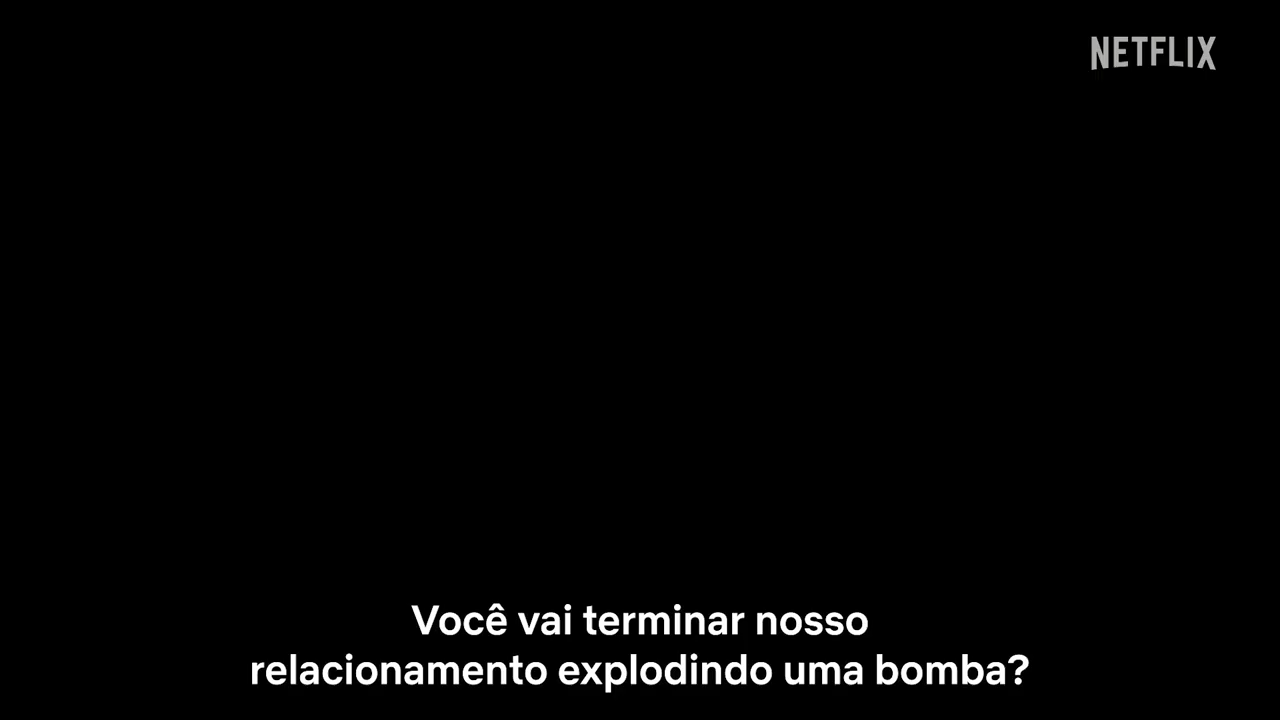 NETFLIX
Você vai terminar nosso
relacionamento explodindo uma bomba?